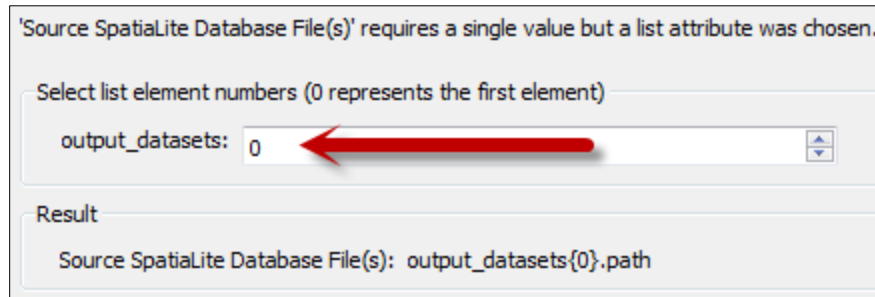 'Source SpatiaLite Database File(s)' requires a single value but a list attribute was chosen.
Select list element numbers (0 represents the first element)
output_datasets: 0
Result
Source SpatiaLite Database File(s): output_datasets{0}.path